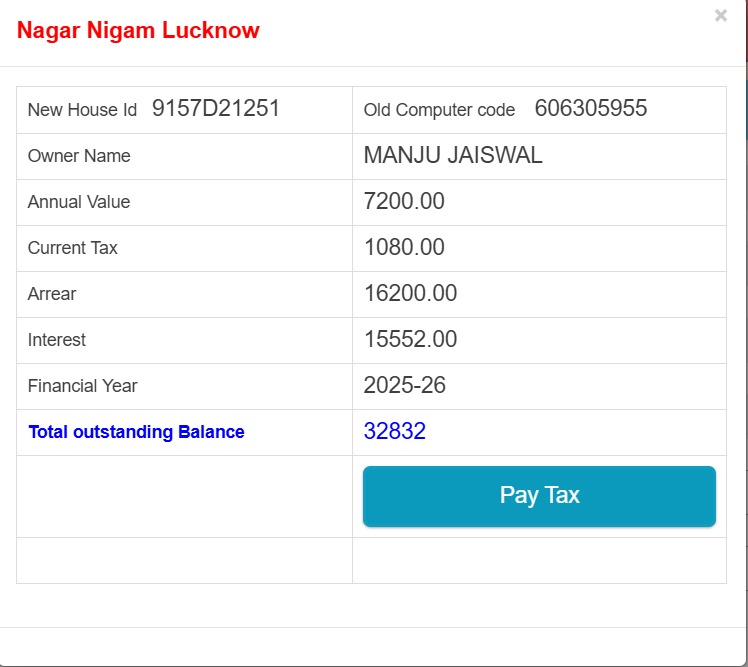 Nagar Nigam Lucknow
×
New House Id 9157D21251 Old Computer code 606305955
Owner Name MANJU JAISWAL
Annual Value 7200.00
Current Tax 1080.00
Arrear 16200.00
Interest 15552.00
Financial Year 2025-26
Total outstanding Balance 32832
Pay Tax